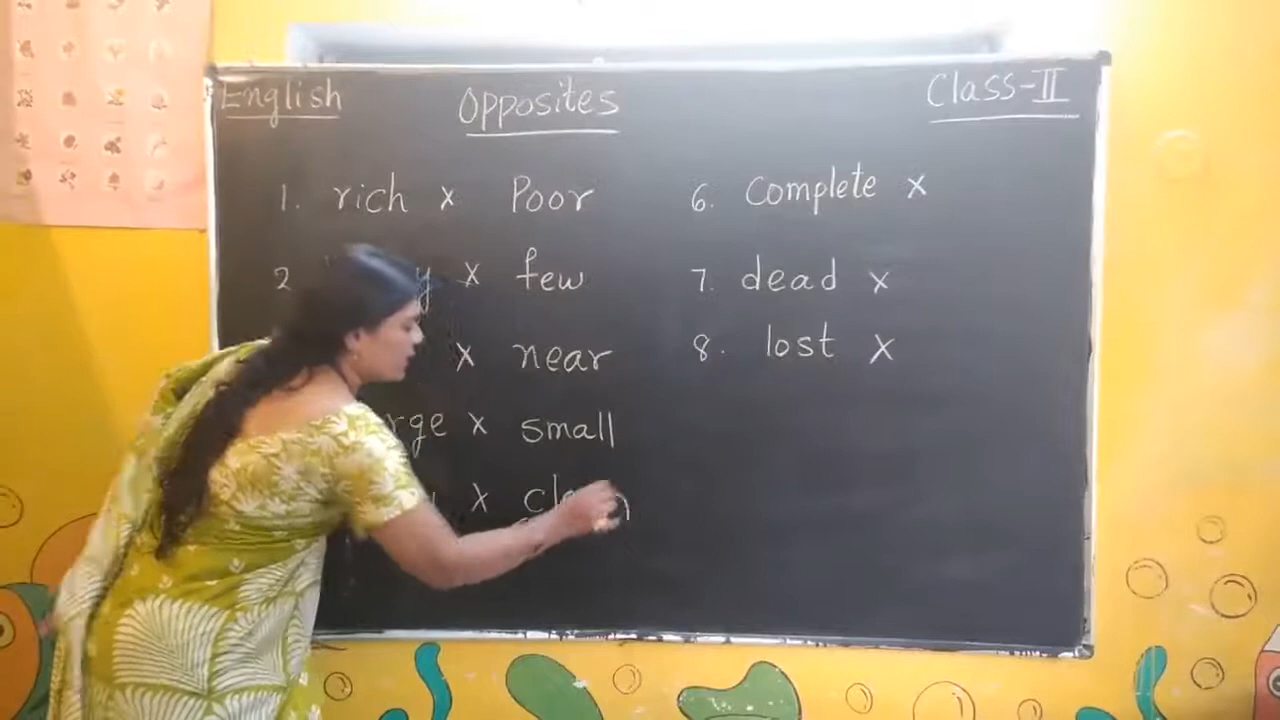 English
Opposites
Class-II
1. rich x Poor
2 x few
x near
x small
x
6. Complete x
7. dead x
8. lost x